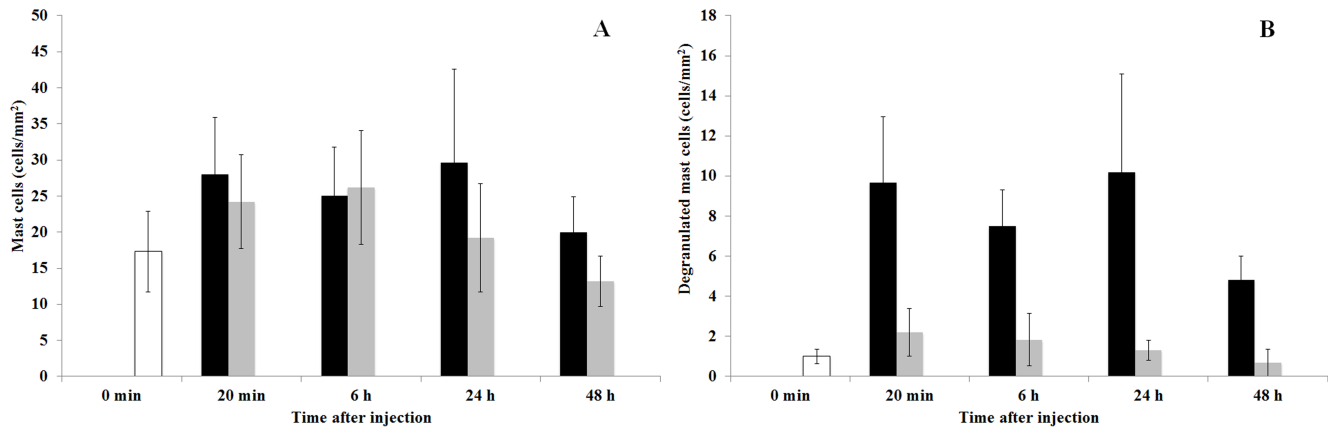 A
Mast cells (cells/mm²)
50
45
40
35
30
25
20
15
10
5
0
0 min 20 min 6 h 24 h 48 h
Time after injection
B
Degranulated mast cells (cells/mm²)
18
16
14
12
10
8
6
4
2
0
0 min 20 min 6 h 24 h 48 h
Time after injection